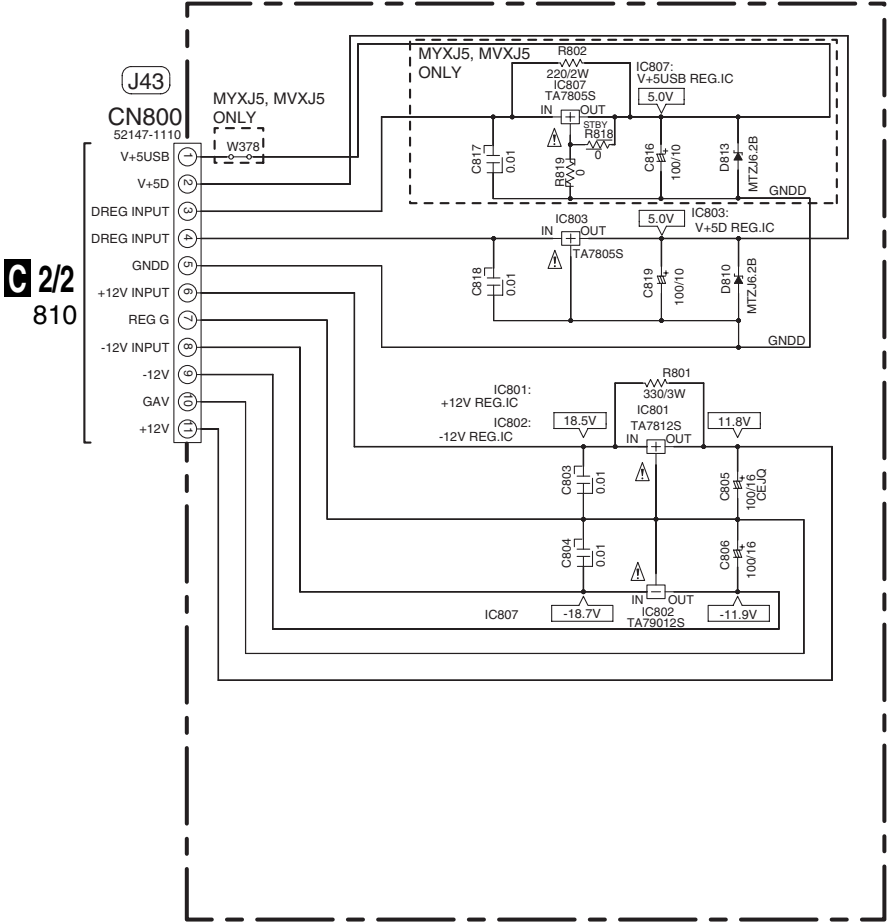 J43
CN800
52147-1110
MYXJ5, MVXJ5
ONLY
W378
V+5USB 1
V+5D 2
DREG INPUT 3
DREG INPUT 4
GNDD 5
+12V INPUT 6
REG G 7
-12V INPUT 8
-12V 9
GAV 10
+12V 11
C 2/2
810
MYXJ5, MVXJ5
ONLY
R802
220/2W
IC807
TA7805S
IN + OUT
STBY
R818
0
R819
0
C817
0.01
IC807:
V+5USB REG.IC
5.0V
C816
+
100/10
D813
MTZJ6.2B
GNDD
IC803
IN + OUT
TA7805S
5.0V
IC803:
V+5D REG.IC
C818
0.01
C819
+
100/10
D810
MTZJ6.2B
GNDD
IC801:
+12V REG.IC
IC802:
-12V REG.IC
18.5V
R801
330/3W
IC801
TA7812S
IN + OUT
11.8V
C803
0.01
C805
+
100/16
CEJQ
C804
0.01
C806
+
100/16
IC807
-18.7V
IN - OUT
IC802
TA79012S
-11.9V